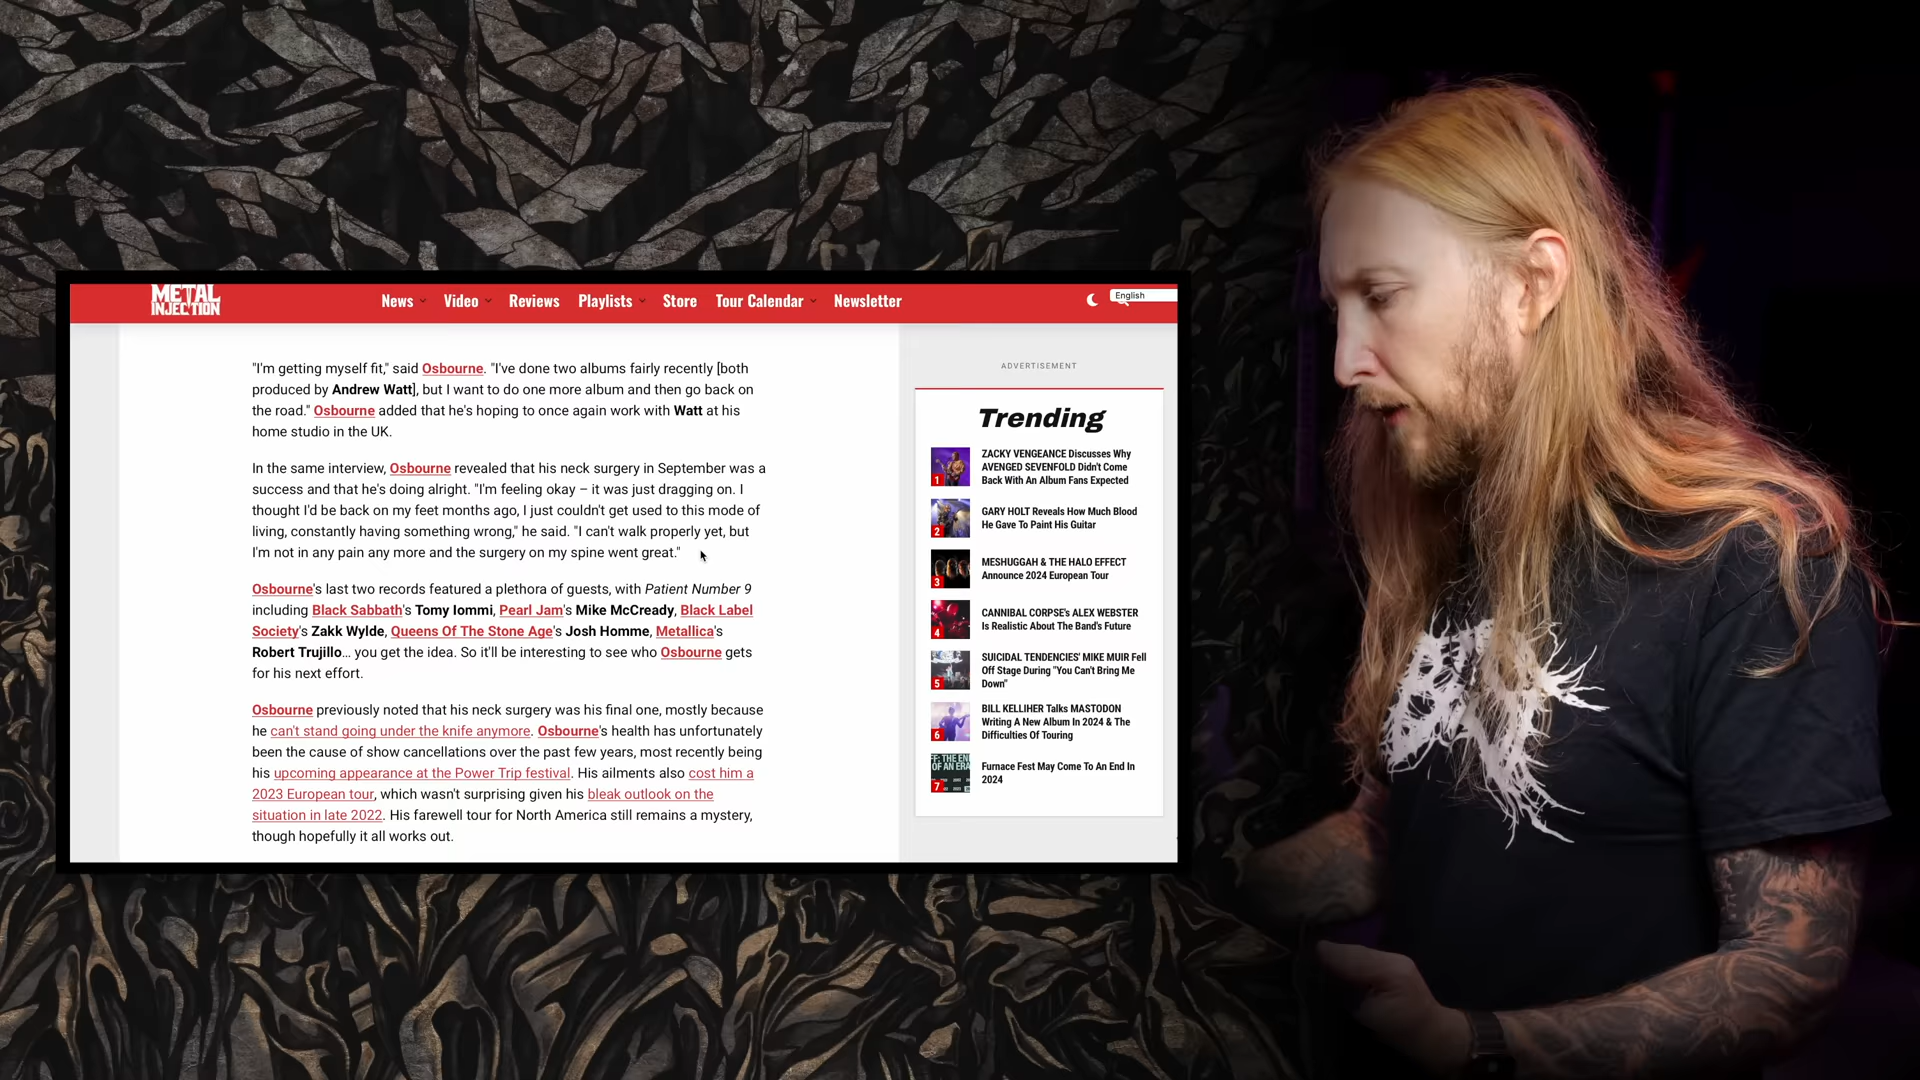 METAL
INJECTION
News
Video
Reviews
Playlists
Store
Tour Calendar
Newsletter
English
"I'm getting myself fit," said Osbourne. "I've done two albums fairly recently [both
produced by Andrew Watt], but I want to do one more album and then go back on
the road." Osbourne added that he's hoping to once again work with Watt at his
home studio in the UK.
In the same interview, Osbourne revealed that his neck surgery in September was a
success and that he's doing alright. "I'm feeling okay – it was just dragging on. I
thought I'd be back on my feet months ago, I just couldn't get used to this mode of
living, constantly having something wrong," he said. "I can't walk properly yet, but
I'm not in any pain any more and the surgery on my spine went great."
Osbourne's last two records featured a plethora of guests, with Patient Number 9
including Black Sabbath's Tommy Iommi, Pearl Jam's Mike McCready, Black Label
Society's Zakk Wylde, Queens Of The Stone Age's Josh Homme, Metallica's
Robert Trujillo... you get the idea. So it'll be interesting to see who Osbourne gets
for his next effort.
Osbourne previously noted that his neck surgery was his final one, mostly because
he can't stand going under the knife anymore. Osbourne's health has unfortunately
been the cause of show cancellations over the past few years, most recently being
his upcoming appearance at the Power Trip festival. His ailments also cost him a
2023 European tour, which wasn't surprising given his bleak outlook on the
situation in late 2022. His farewell tour for North America still remains a mystery,
though hopefully it all works out.
ADVERTISEMENT
Trending
1
ZACKY VENGEANCE Discusses Why
AVENGED SEVENFOLD Didn't Come
Back With An Album Fans Expected
2
GARY HOLT Reveals How Much Blood
He Gave To Paint His Guitar
3
MESHUGGAH & THE HALO EFFECT
Announce 2024 European Tour
4
CANNIBAL CORPSE's ALEX WEBSTER
Is Realistic About The Band's Future
5
SUICIDAL TENDENCIES' MIKE MUIR Fell
Off Stage During "You Can't Bring Me
Down"
6
BILL KELLIHER Talks MASTODON
Writing A New Album In 2024 & The
Difficulties Of Touring
7
Furnace Fest May Come To An End In
2024